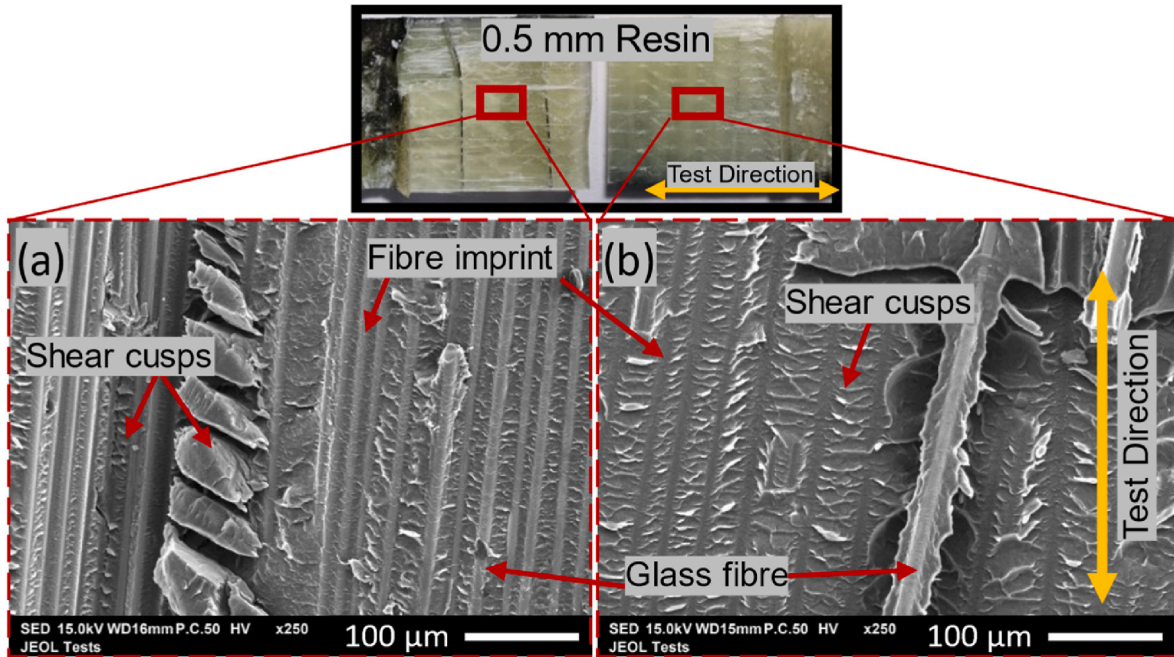 0.5 mm Resin
Test Direction
(a)
Fibre imprint
Shear cusps
(b)
Shear cusps
Test Direction
Glass fibre
SED 15.0kV WD16mm P.C.50 HV x250 100 µm
JEOL Tests
SED 15.0kV WD15mm P.C.50 HV x250 100 µm
JEOL Tests